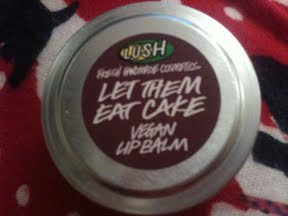 LUSH
FRESH HANDMADE COSMETICS
LET THEM
EAT CAKE
VEGAN
LIP BALM